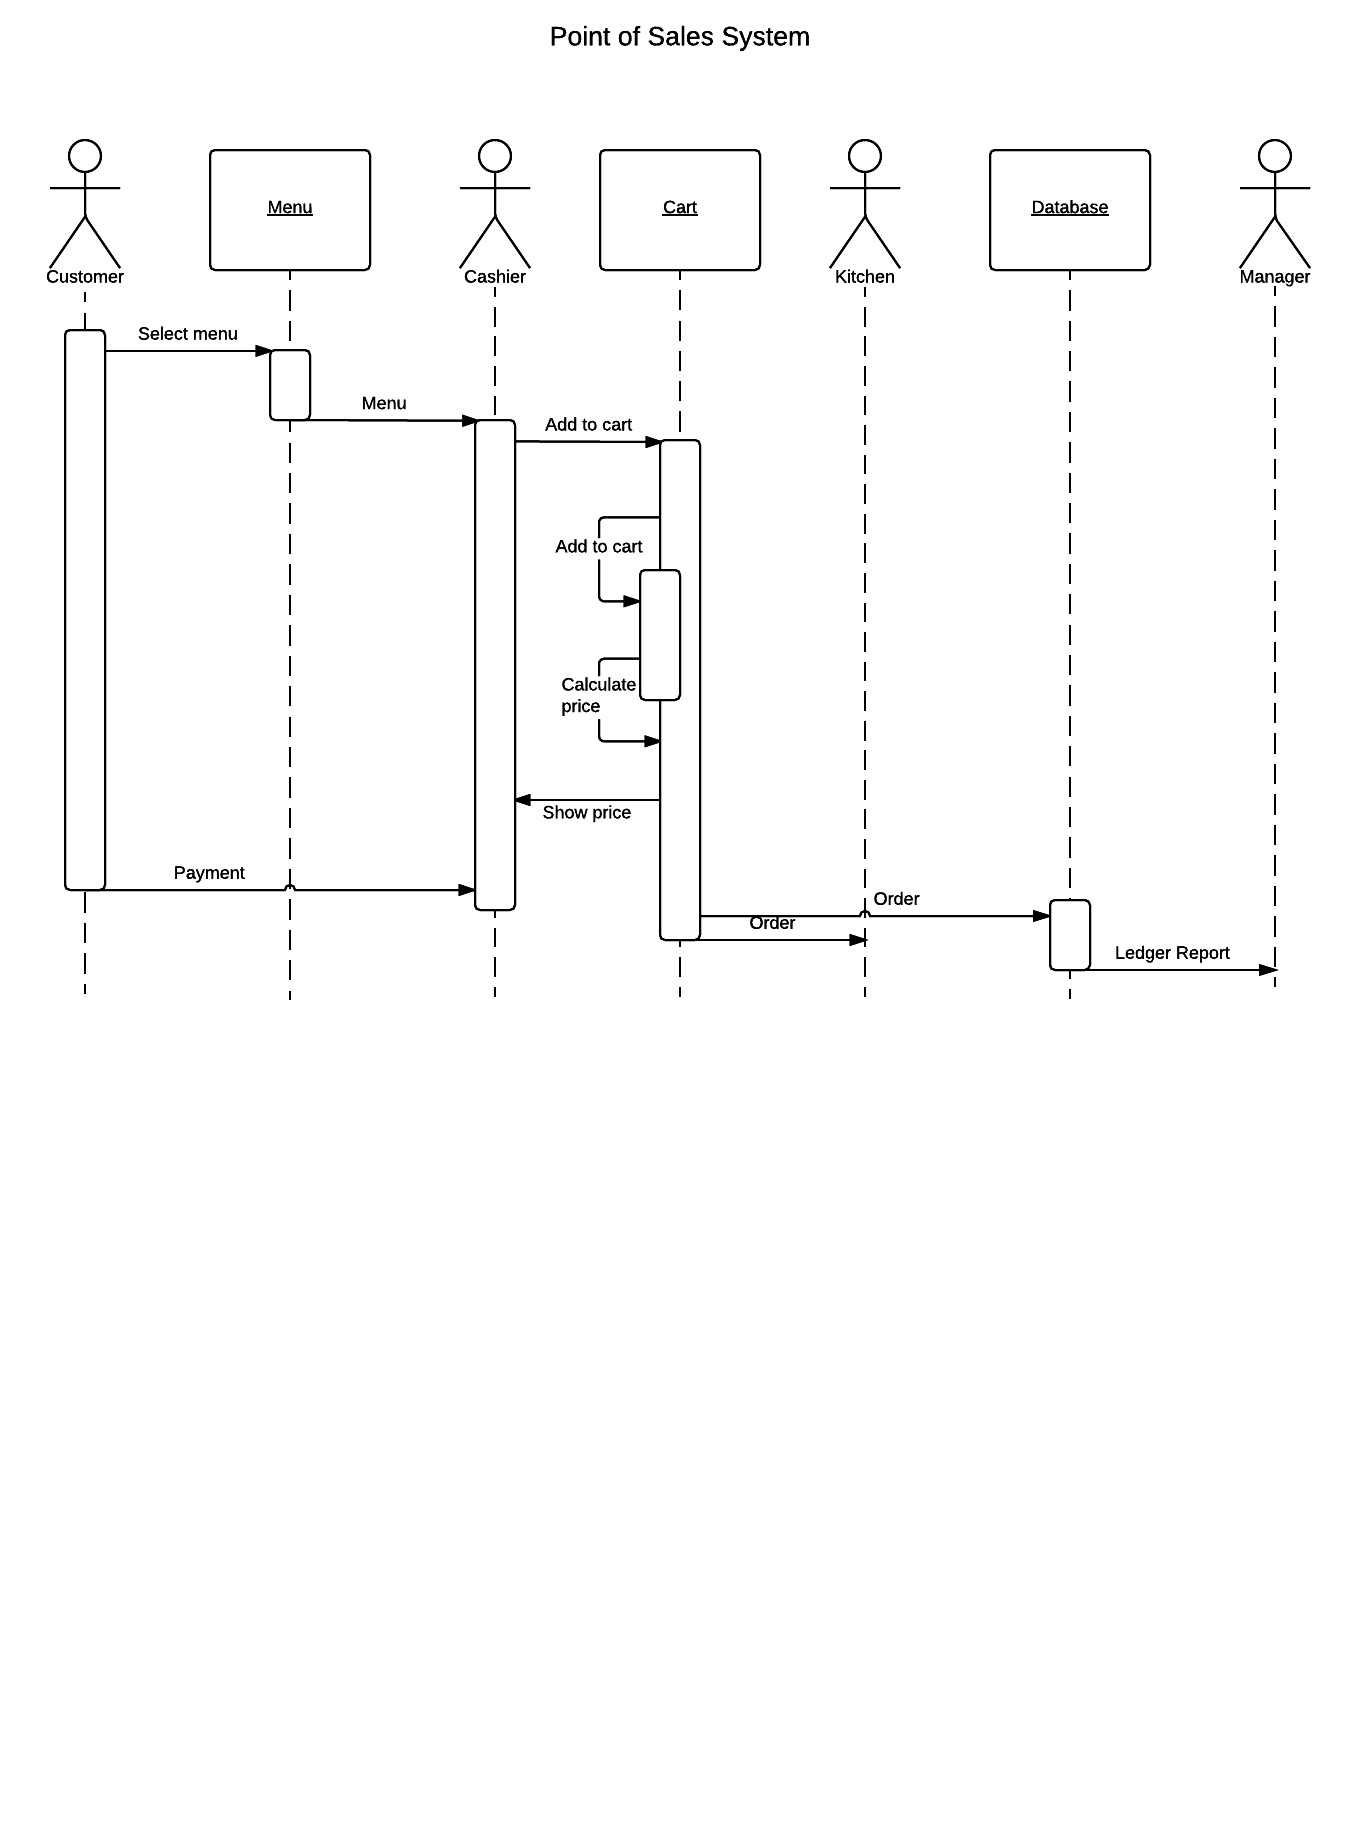 Point of Sales System
Menu
Cart
Database
Customer
Cashier
Kitchen
Manager
Select menu
Menu
Add to cart
Add to cart
Calculate
price
Show price
Payment
Order
Order
Ledger Report